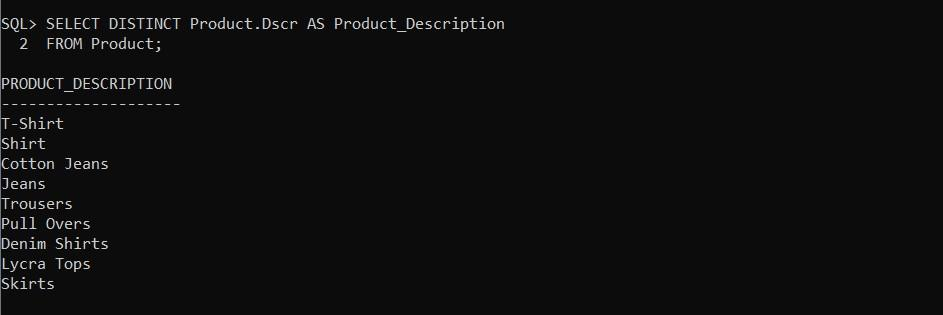 SQL> SELECT DISTINCT Product.Dscr AS Product_Description
  2  FROM Product;

PRODUCT_DESCRIPTION
--------------------
T-Shirt
Shirt
Cotton Jeans
Jeans
Trousers
Pull Overs
Denim Shirts
Lycra Tops
Skirts